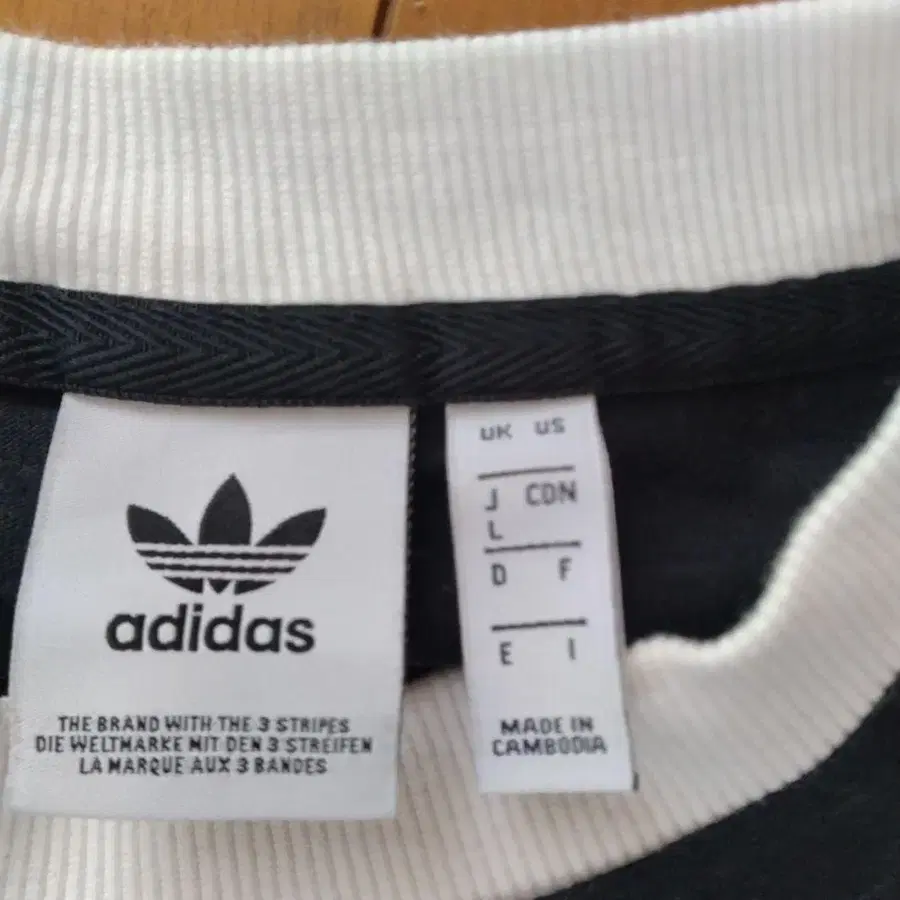 adidas
THE BRAND WITH THE 3 STRIPES
DIE WELTMARKE MIT DEN 3 STREIFEN
LA MARQUE AUX 3 BANDES
UK US
J CDN
L
D F
E I
MADE IN
CAMBODIA